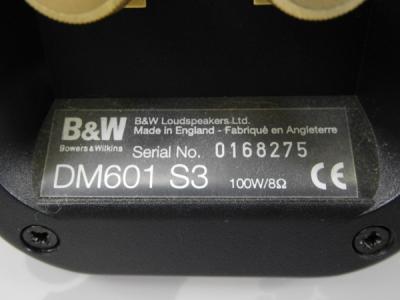 B&W
Bowers & Wilkins
B&W Loudspeakers Ltd.
Made in England - Fabriqué en Angleterre
Serial No. 0168275
DM601 S3 100W/8Ω CE